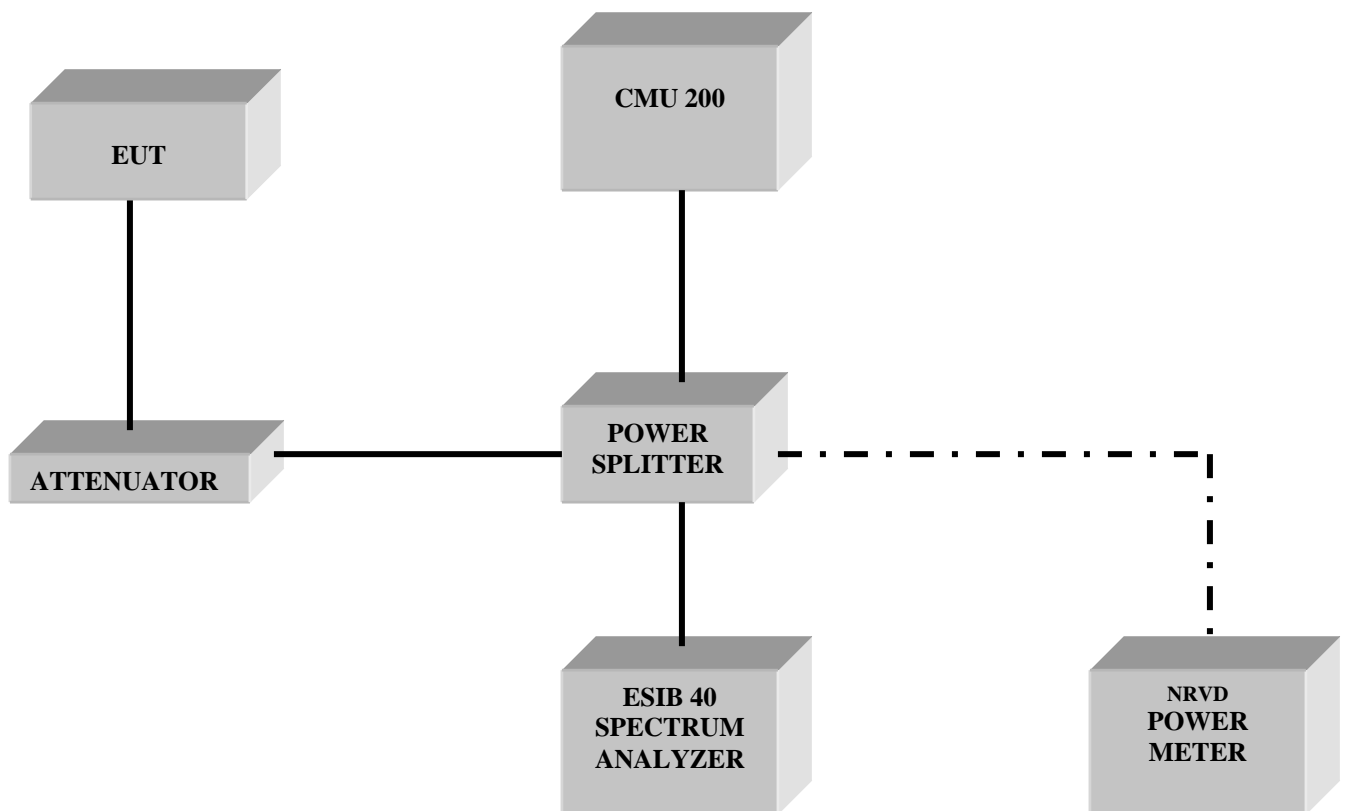 CMU 200
EUT
POWER
SPLITTER
ATTENUATOR
ESIB 40
SPECTRUM
ANALYZER
NRVD
POWER
METER